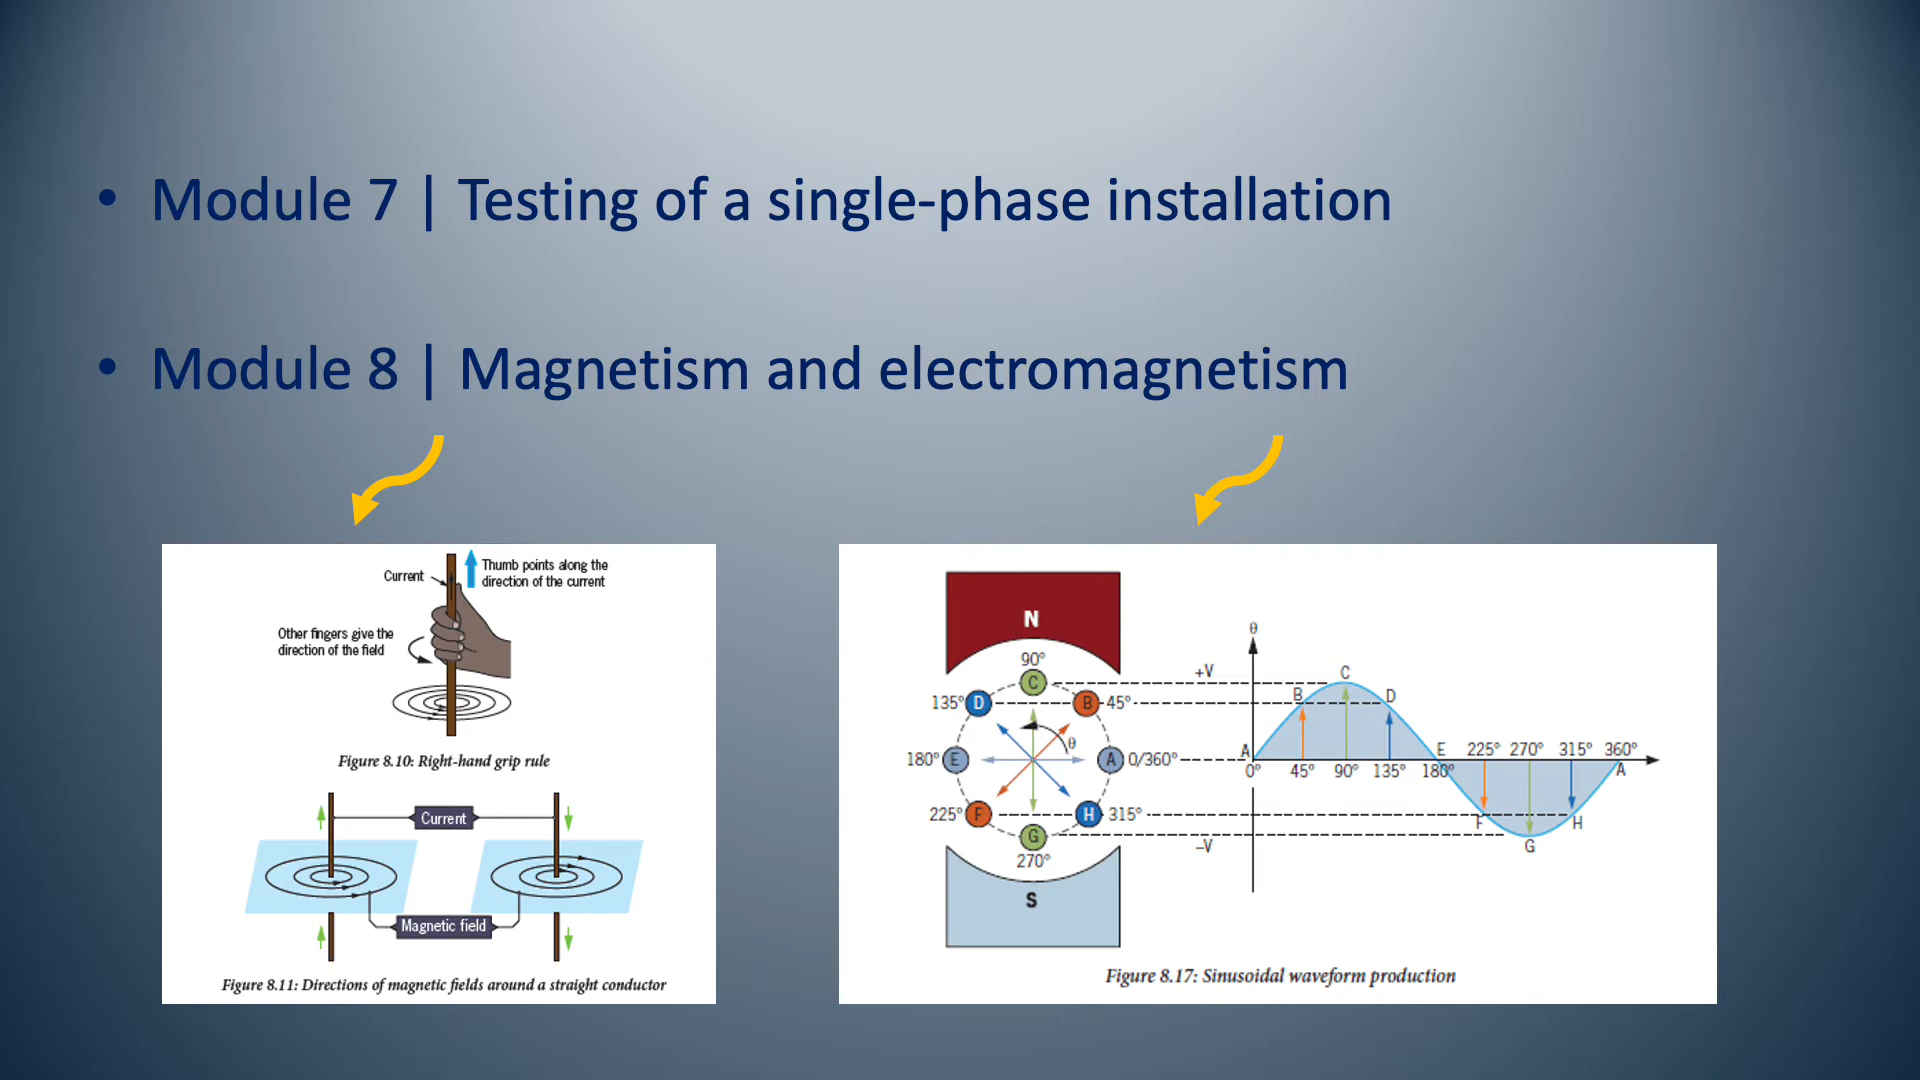 • Module 7 | Testing of a single-phase installation
• Module 8 | Magnetism and electromagnetism
Current
Thumb points along the
direction of the current
Other fingers give the
direction of the field
Figure 8.10: Right-hand grip rule
Current
Magnetic field
Figure 8.11: Directions of magnetic fields around a straight conductor
N
90°
C
135° D
B 45°
θ
180° E
A 0/360°
225° F
H 315°
G
270°
S
θ
+V
C
B
D
A
E
225° 270° 315° 360°
0° 45° 90° 135° 180°
A
F
H
–V
G
Figure 8.17: Sinusoidal waveform production